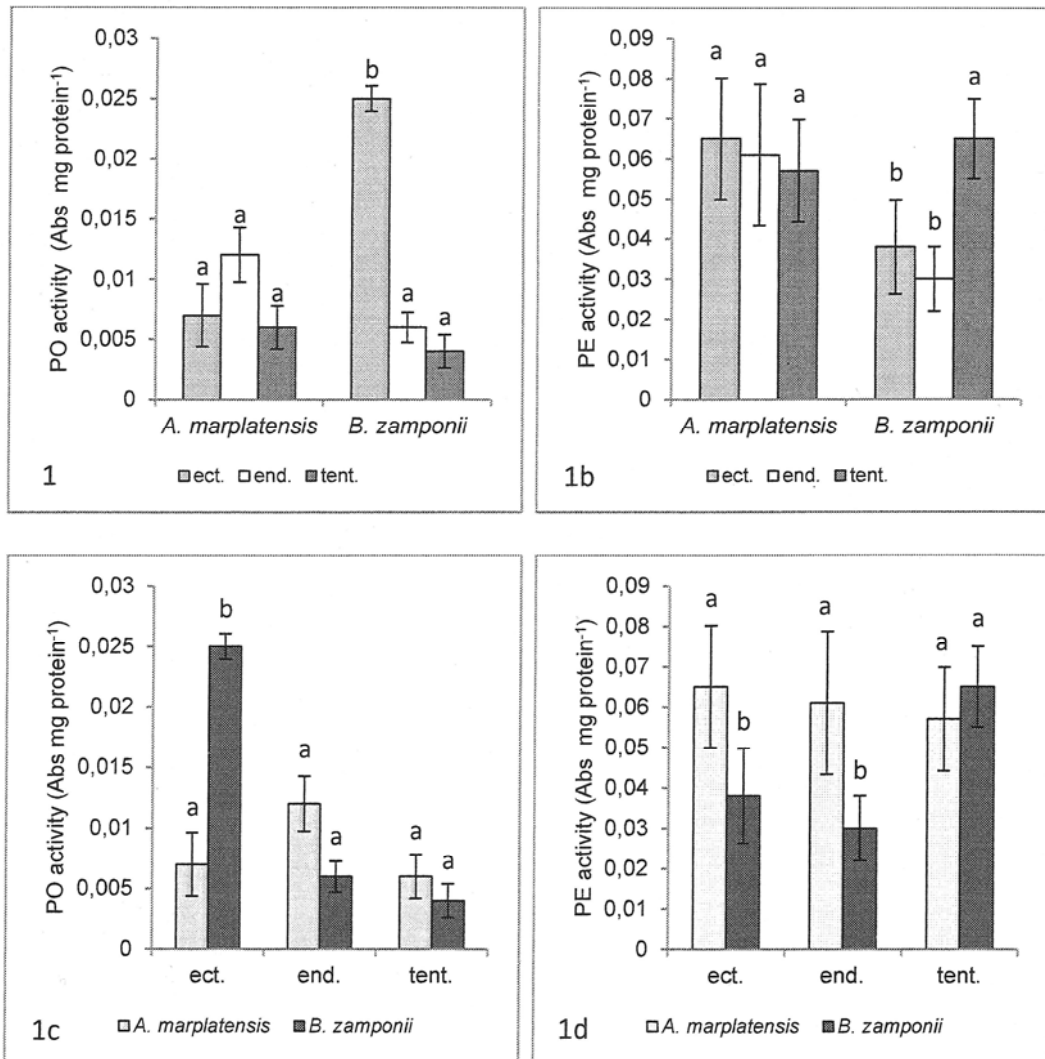 PO activity (Abs mg protein-1)
0,03
0,025
0,02
0,015
0,01
0,005
0
a
a
a
b
a
a
A. marplatensis
B. zamponii
ect. end. tent.
1
PE activity (Abs mg protein-1)
0,09
0,08
0,07
0,06
0,05
0,04
0,03
0,02
0,01
0
a
a
a
b
b
a
A. marplatensis
B. zamponii
ect. end. tent.
1b
PO activity (Abs mg protein-1)
0,03
0,025
0,02
0,015
0,01
0,005
0
a
b
a
a
a
a
ect.
end.
tent.
A. marplatensis B. zamponii
1c
PE activity (Abs mg protein-1)
0,09
0,08
0,07
0,06
0,05
0,04
0,03
0,02
0,01
0
a
b
a
b
a
a
ect.
end.
tent.
A. marplatensis B. zamponii
1d